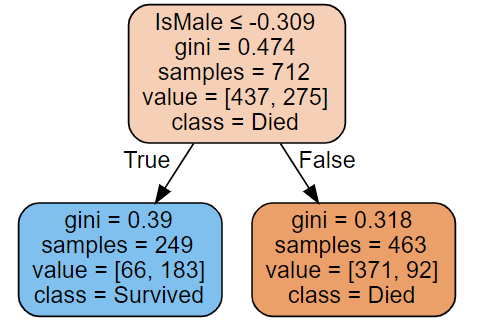 IsMale ≤ -0.309
gini = 0.474
samples = 712
value = [437, 275]
class = Died
True
False
gini = 0.39
samples = 249
value = [66, 183]
class = Survived
gini = 0.318
samples = 463
value = [371, 92]
class = Died